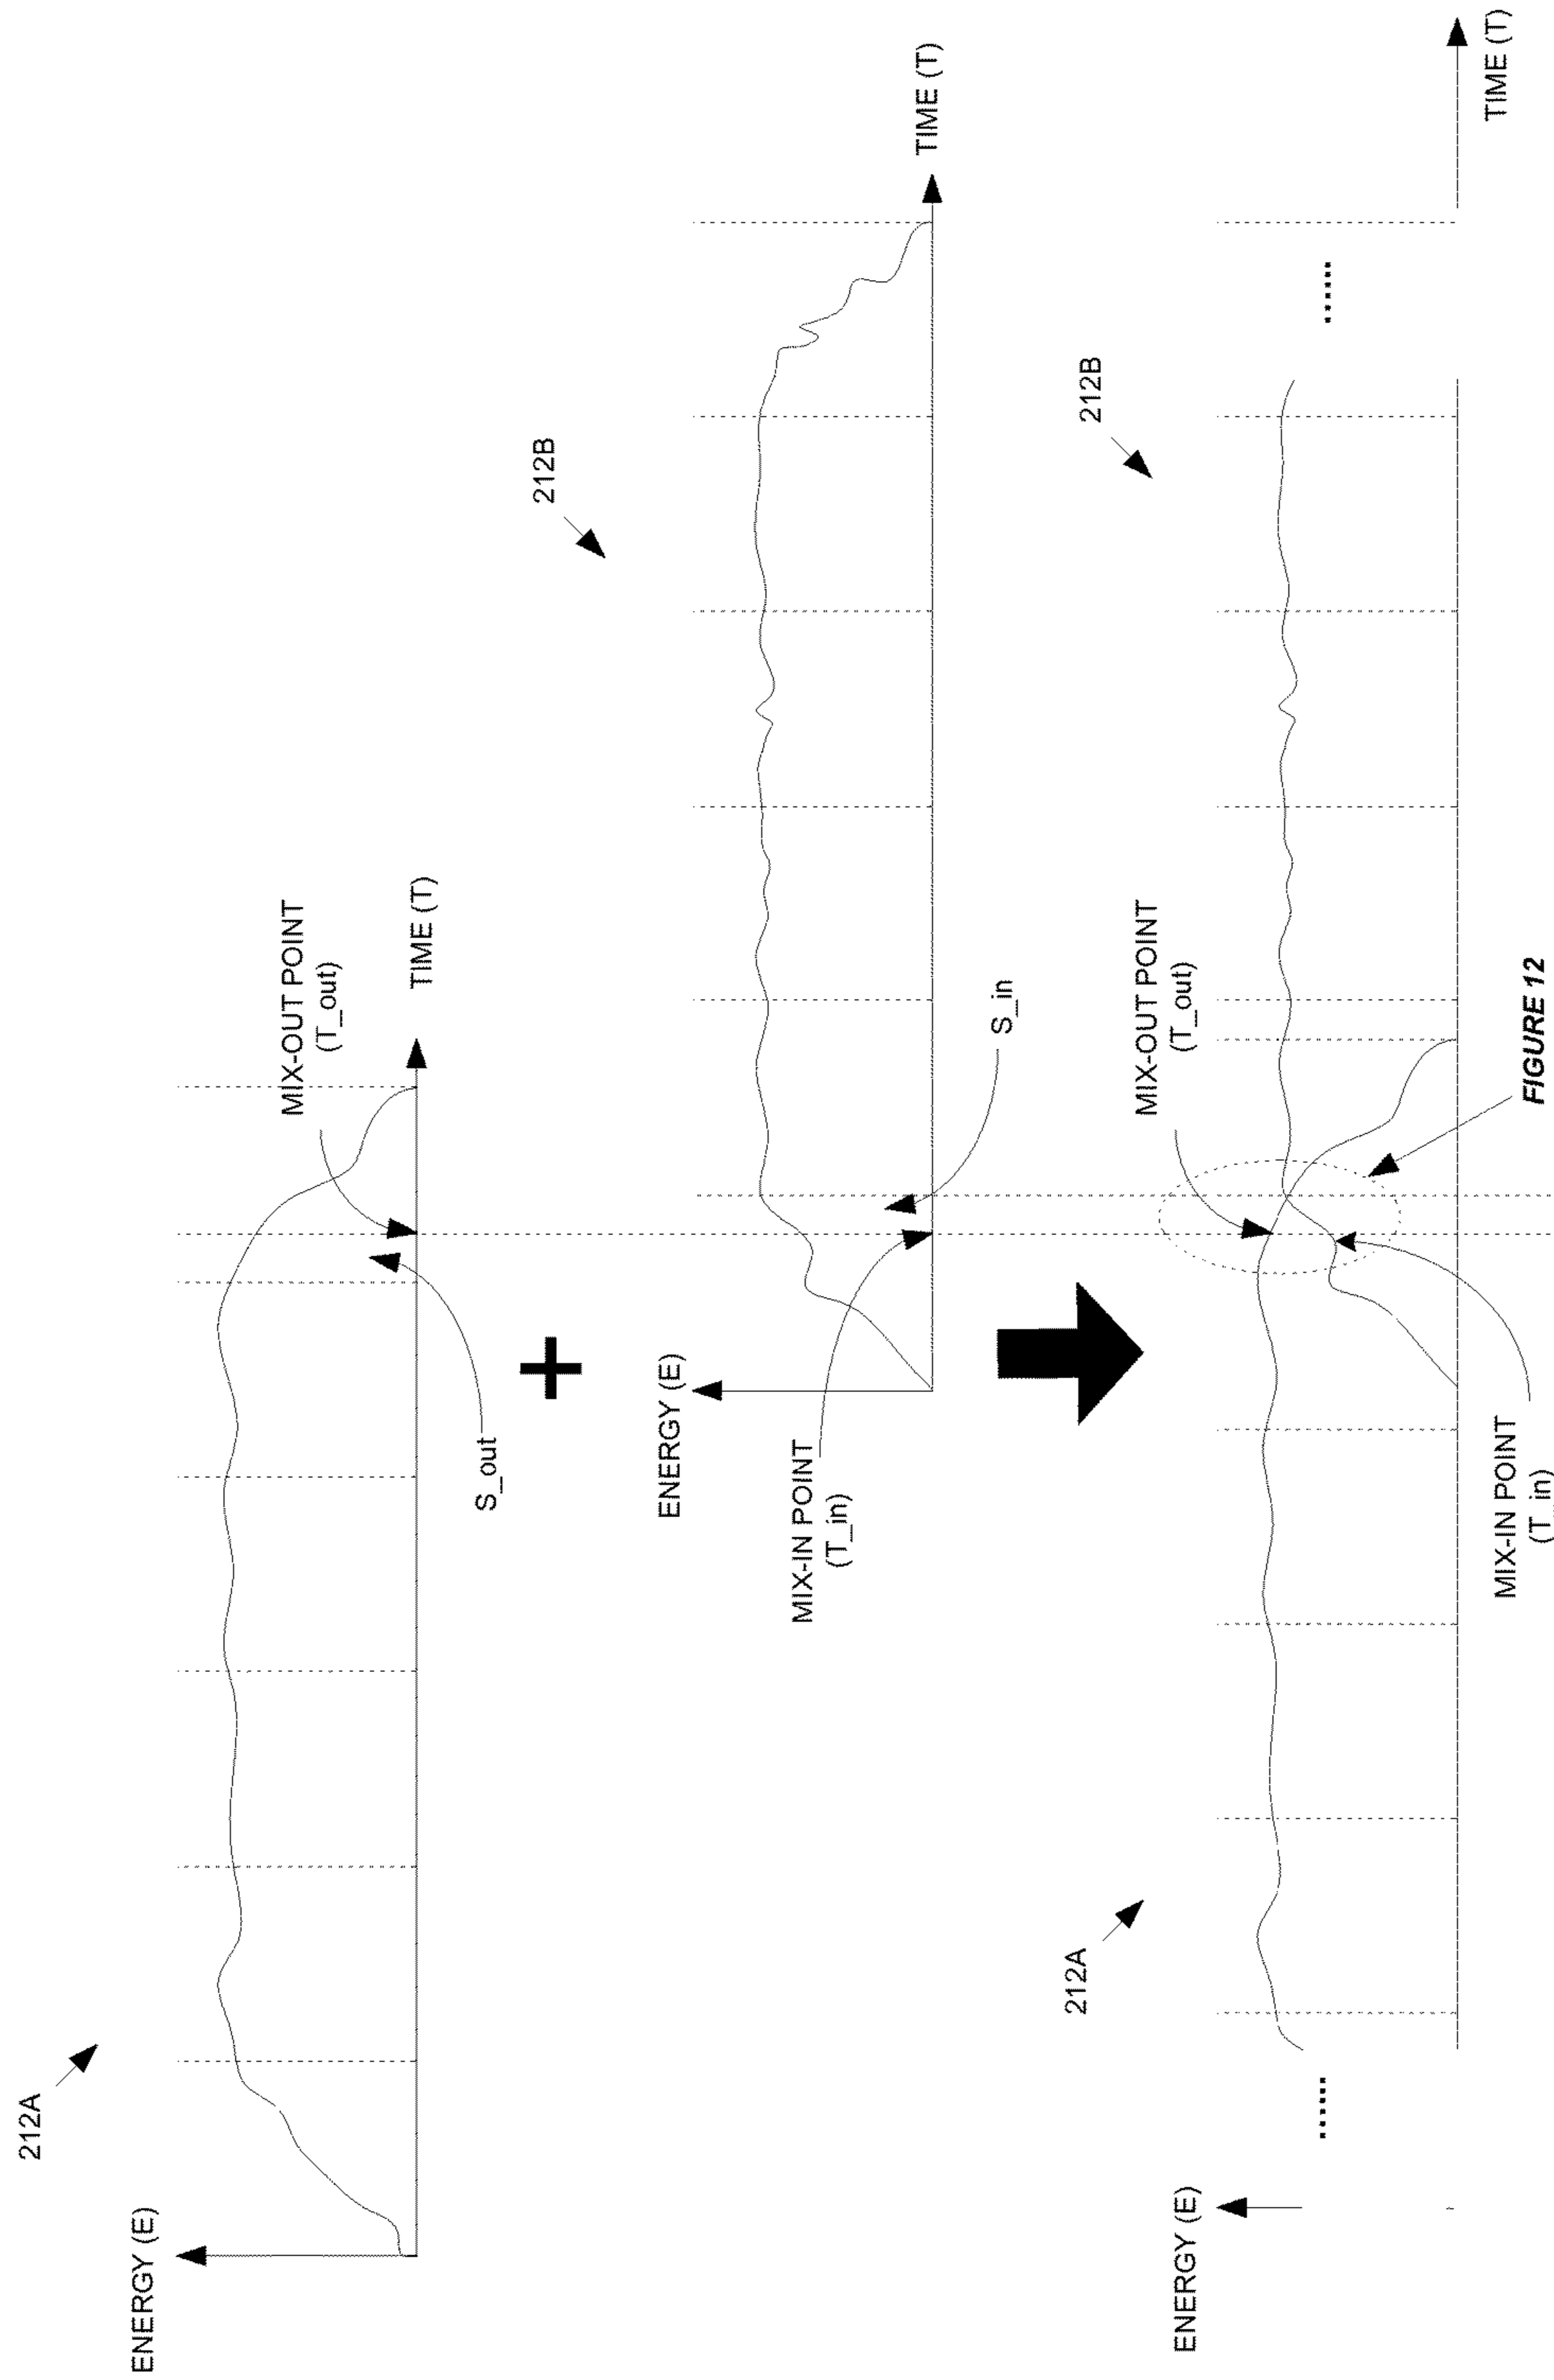 212A
ENERGY (E)
MIX-OUT POINT
(T_out)
TIME (T)
S_out
212B
ENERGY (E)
MIX-IN POINT
(T_in)
S_in
TIME (T)
212A
212B
ENERGY (E)
MIX-OUT POINT
(T_out)
MIX-IN POINT
(T_in)
FIGURE 12
TIME (T)